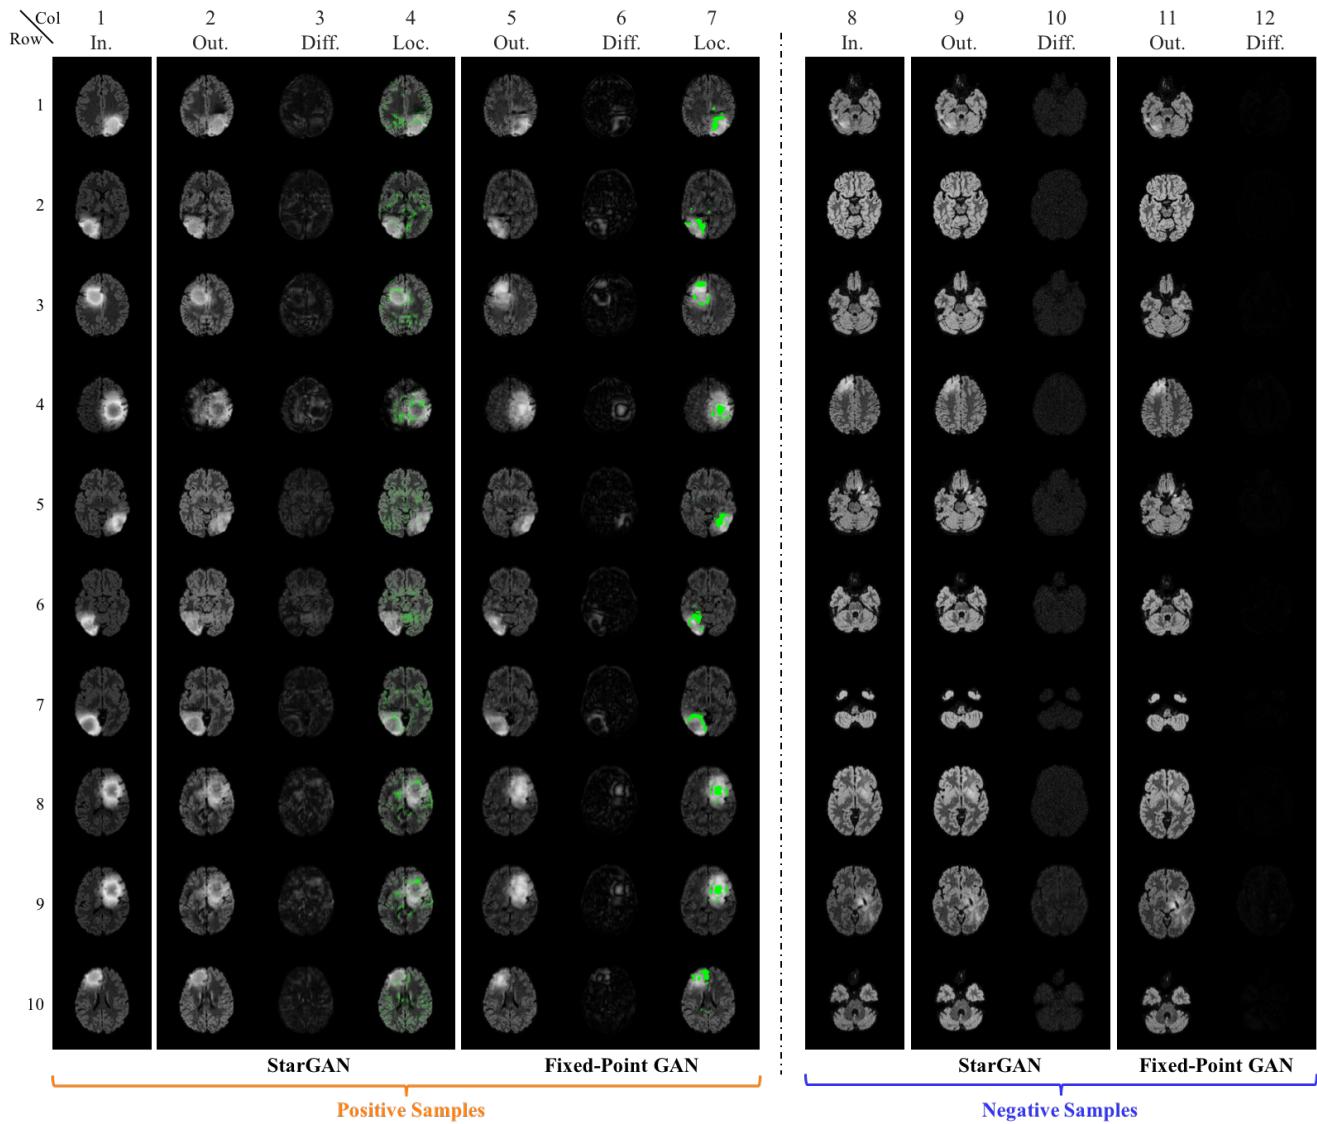 Col 1 2 3 4 5 6 7 8 9 10 11 12
Row In. Out. Diff. Loc. Out. Diff. Loc. In. Out. Diff. Out. Diff.
1
2
3
4
5
6
7
8
9
10
StarGAN Fixed-Point GAN StarGAN Fixed-Point GAN
Positive Samples Negative Samples